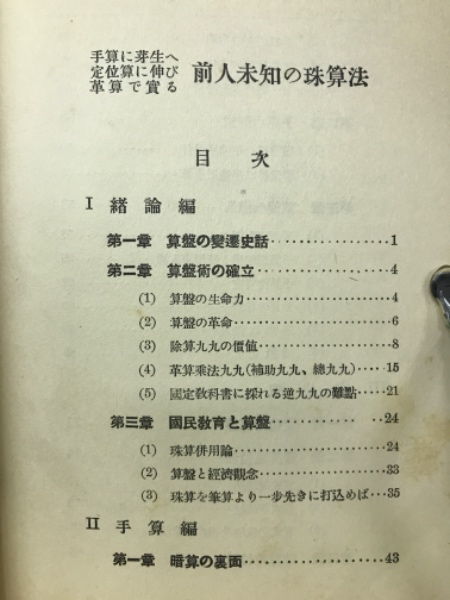 手算に芽生へ
定位算に伸び
革算で實る
前人未知の珠算法
目次
I 緒論編
第一章 算盤の變遷史話·················1
第二章 算盤術の確立··················4
(1) 算盤の生命力····················4
(2) 算盤の革命·····················6
(3) 除算九九の價値···················8
(4) 革算乘法九九(補助九九、總九九)·····15
(5) 國定敎科書に採れる逆九九の難點·····21
第三章 國民敎育と算盤············24
(1) 珠算併用論····················24
(2) 算盤と經濟觀念··················33
(3) 珠算を筆算より一步先きに打込めば···35
II 手算編
第一章 暗算の裏面··················43